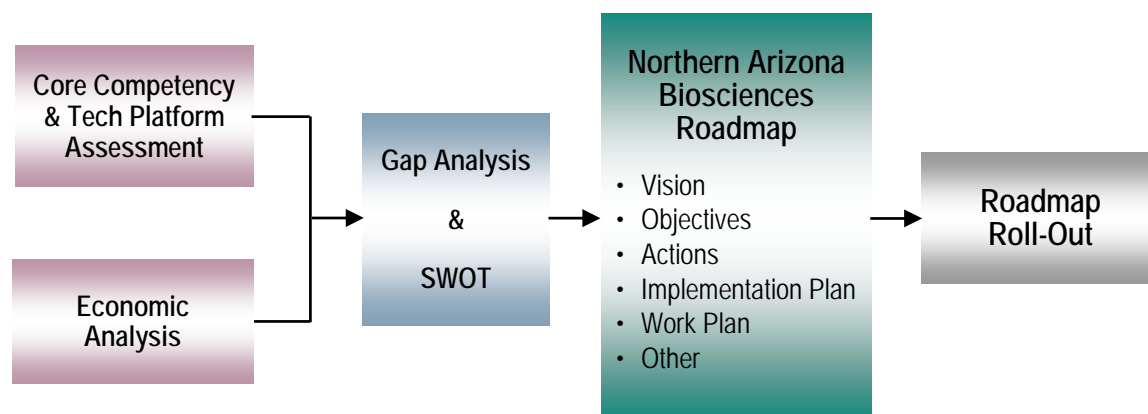 Core Competency
& Tech Platform
Assessment
Economic
Analysis
Gap Analysis
&
SWOT
Northern Arizona
Biosciences
Roadmap
• Vision
• Objectives
• Actions
• Implementation Plan
• Work Plan
• Other
Roadmap
Roll-Out